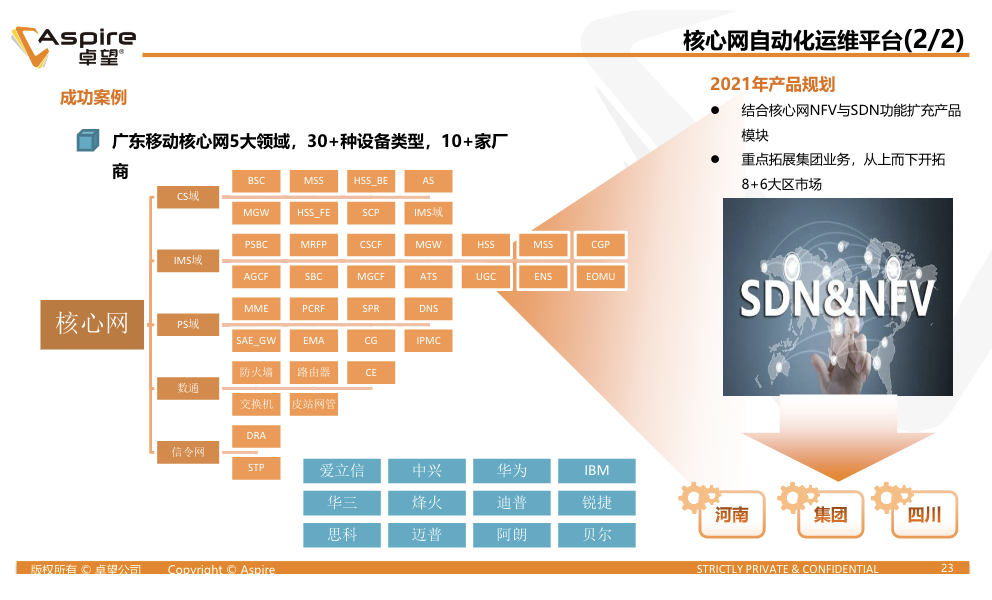 Aspire
卓望®
核心网自动化运维平台(2/2)
成功案例
广东移动核心网5大领域，30+种设备类型，10+家厂
商
核心网
CS域
BSC MSS HSS_BE AS
MGW HSS_FE SCP IMS域
IMS域
PSBC MRFP CSCF MGW HSS MSS CGP
AGCF SBC MGCF ATS UGC ENS EOMU
PS域
MME PCRF SPR DNS
SAE_GW EMA CG IPMC
数通
防火墙 路由器 CE
交换机 皮站网管
信令网
DRA
STP
爱立信 中兴 华为 IBM
华三 烽火 迪普 锐捷
思科 迈普 阿朗 贝尔
2021年产品规划
● 结合核心网NFV与SDN功能扩充产品
模块
● 重点拓展集团业务，从上而下开拓
8+6大区市场
SDN&NFV
河南 集团 四川
版权所有 © 卓望公司 Copyright © Aspire
STRICTLY PRIVATE & CONFIDENTIAL 23